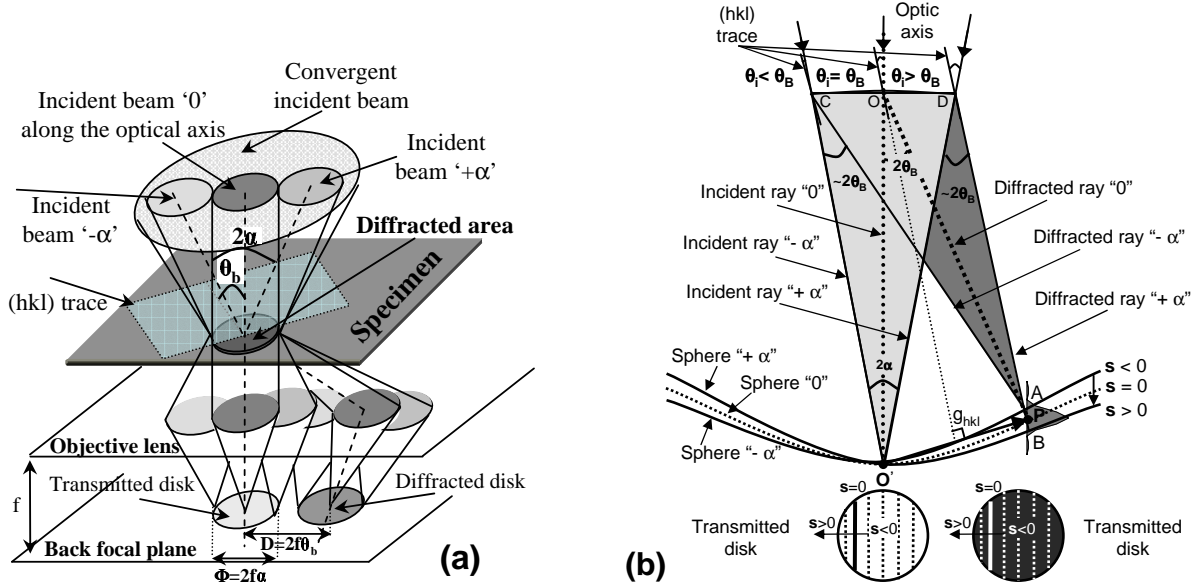 Convergent
incident beam
Incident beam ‘0’
along the optical axis
Incident
beam ‘+α’
Incident
beam ‘-α’
2α
Diffracted area
θb
(hkl) trace
Specimen
Objective lens
Transmitted disk
Diffracted disk
f
D=2fθb
Back focal plane
Φ=2fα
(a)
(hkl)
trace
Optic
axis
θi< θB
θi= θB
θi> θB
C
O
D
2θB
~2θB
~2θB
Incident ray “0”
Diffracted ray “0”
Incident ray “- α”
Diffracted ray “- α”
Incident ray “+ α”
Diffracted ray “+ α”
2α
Sphere “+ α”
Sphere “0”
Sphere “- α”
s < 0
s = 0
s > 0
A
P
B
ghkl
O'
s=0
s=0
Transmitted
disk
s>0
s<0
s>0
s<0
Transmitted
disk
(b)